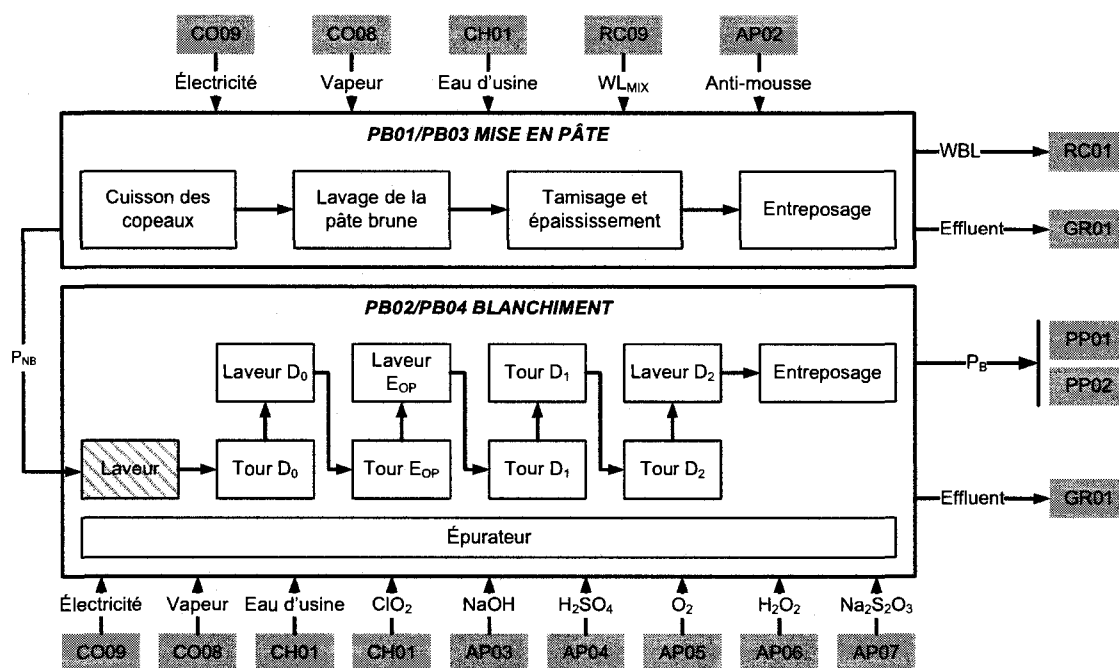 CO09 CO08 CH01 RC09 AP02
Électricité Vapeur Eau d'usine WL_MIX Anti-mousse
PB01/PB03 MISE EN PÂTE
Cuisson des
copeaux
Lavage de la
pâte brune
Tamisage et
épaississement
Entreposage
WBL
RC01
Effluent
GR01
P_NB
PB02/PB04 BLANCHIMENT
Laveur D₀
Laveur
E_OP
Tour D₁
Laveur D₂
Entreposage
Laveur
Tour D₀
Tour E_OP
Tour D₁
Tour D₂
Épurateur
P_B
PP01
PP02
Effluent
GR01
Électricité Vapeur Eau d'usine ClO₂ NaOH H₂SO₄ O₂ H₂O₂ Na₂S₂O₃
CO09 CO08 CH01 CH01 AP03 AP04 AP05 AP06 AP07